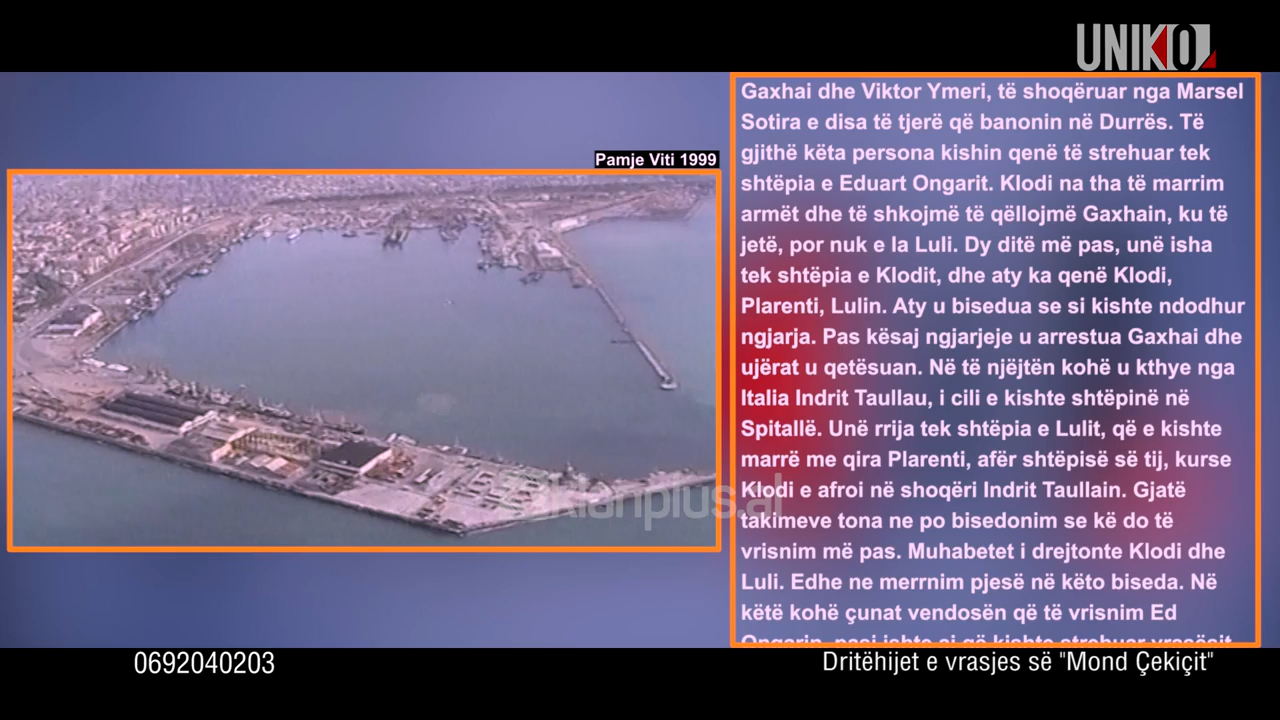 UNIKO
Pamje Viti 1999
Gaxhai dhe Viktor Ymeri, të shoqëruar nga Marsel
Sotira e disa të tjerë që banonin në Durrës. Të
gjithë këta persona kishin qenë të strehuar tek
shtëpia e Eduart Ongarit. Klodi na tha të marrim
armët dhe të shkojmë të qëllojmë Gaxhain, ku të
jetë, por nuk e la Luli. Dy ditë më pas, unë isha
tek shtëpia e Klodit, dhe aty ka qenë Klodi,
Plarenti, Lulin. Aty u bisedua se si kishte ndodhur
ngjarja. Pas kësaj ngjarjeje u arrestua Gaxhai dhe
ujërat u qetësuan. Në të njëjtën kohë u kthye nga
Italia Indrit Taullau, i cili e kishte shtëpinë në
Spitallë. Unë rrija tek shtëpia e Lulit, që e kishte
marrë me qira Plarenti, afër shtëpisë së tij, kurse
Klodi e afroi në shoqëri Indrit Taullain. Gjatë
takimeve tona ne po bisedonim se kë do të
vrisnim më pas. Muhabetet i drejtonte Klodi dhe
Luli. Edhe ne merrnim pjesë në këto biseda. Në
këtë kohë çunat vendosën që të vrisnim Ed
Ongarin, pasi ishte ai që kishte strehuar vrasësit
klanplus.al
0692040203
Dritëhijet e vrasjes së "Mond Çekiçit"